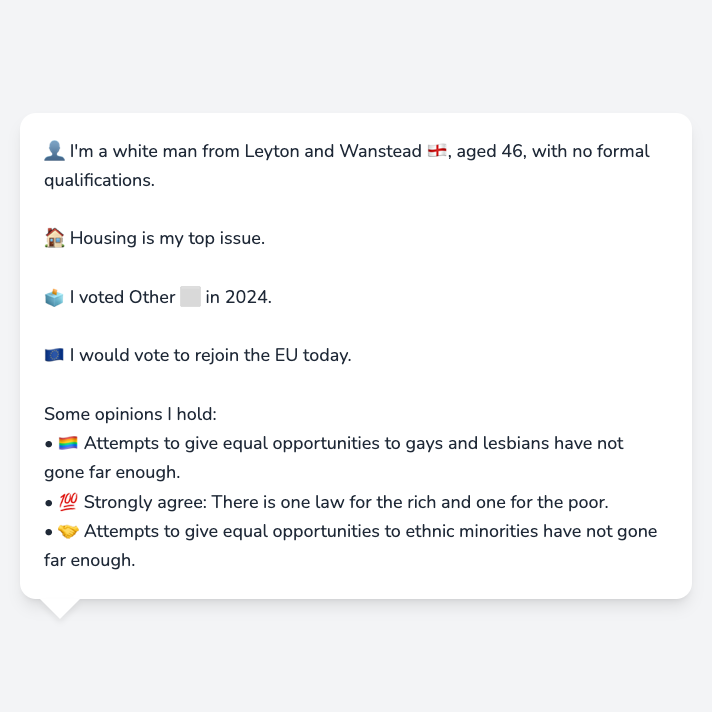 👤 I'm a white man from Leyton and Wanstead 🏴󠁧󠁢󠁥󠁮󠁧󠁿, aged 46, with no formal
qualifications.
🏠 Housing is my top issue.
🗳️ I voted Other ⬜ in 2024.
🇪🇺 I would vote to rejoin the EU today.
Some opinions I hold:
• 🏳️‍🌈 Attempts to give equal opportunities to gays and lesbians have not
gone far enough.
• 💯 Strongly agree: There is one law for the rich and one for the poor.
• 🤝 Attempts to give equal opportunities to ethnic minorities have not gone
far enough.